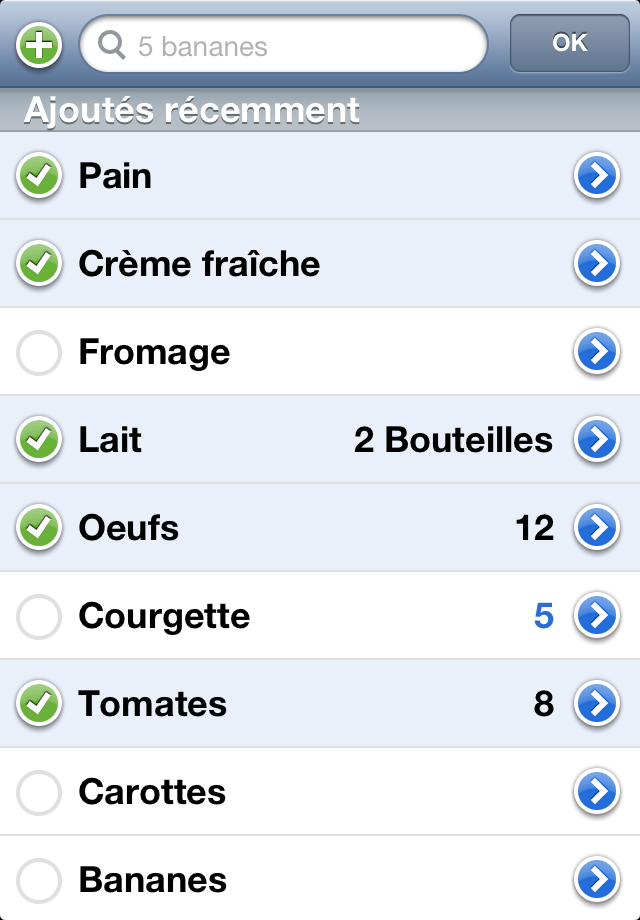 5 bananes
OK
Ajoutés récemment
Pain
Crème fraîche
Fromage
Lait 2 Bouteilles
Oeufs 12
Courgette 5
Tomates 8
Carottes
Bananes